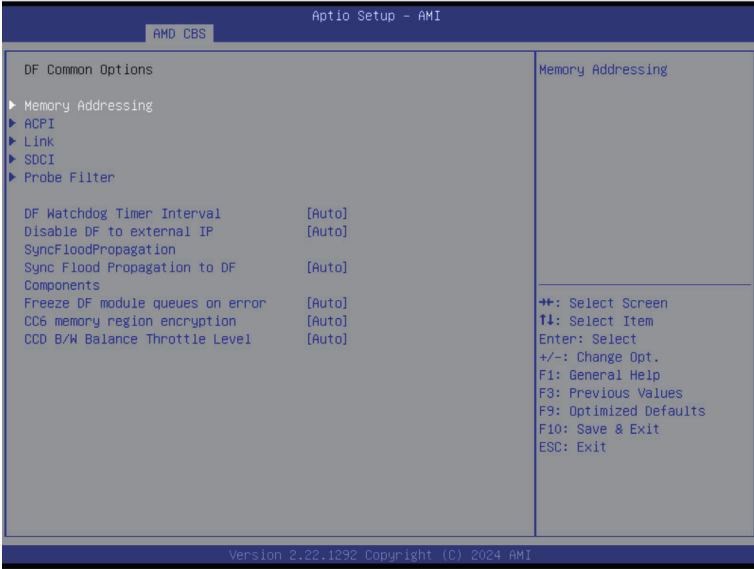 Aptio Setup - AMI
AMD CBS
DF Common Options
Memory Addressing
ACPI
Link
SDCI
Probe Filter
DF Watchdog Timer Interval [Auto]
Disable DF to external IP [Auto]
SyncFloodPropagation
Sync Flood Propagation to DF [Auto]
Components
Freeze DF module queues on error [Auto]
CC6 memory region encryption [Auto]
CCD B/W Balance Throttle Level [Auto]
Memory Addressing
→←: Select Screen
↑↓: Select Item
Enter: Select
+/-: Change Opt.
F1: General Help
F3: Previous Values
F9: Optimized Defaults
F10: Save & Exit
ESC: Exit
Version 2.22.1292 Copyright (C) 2024 AMI